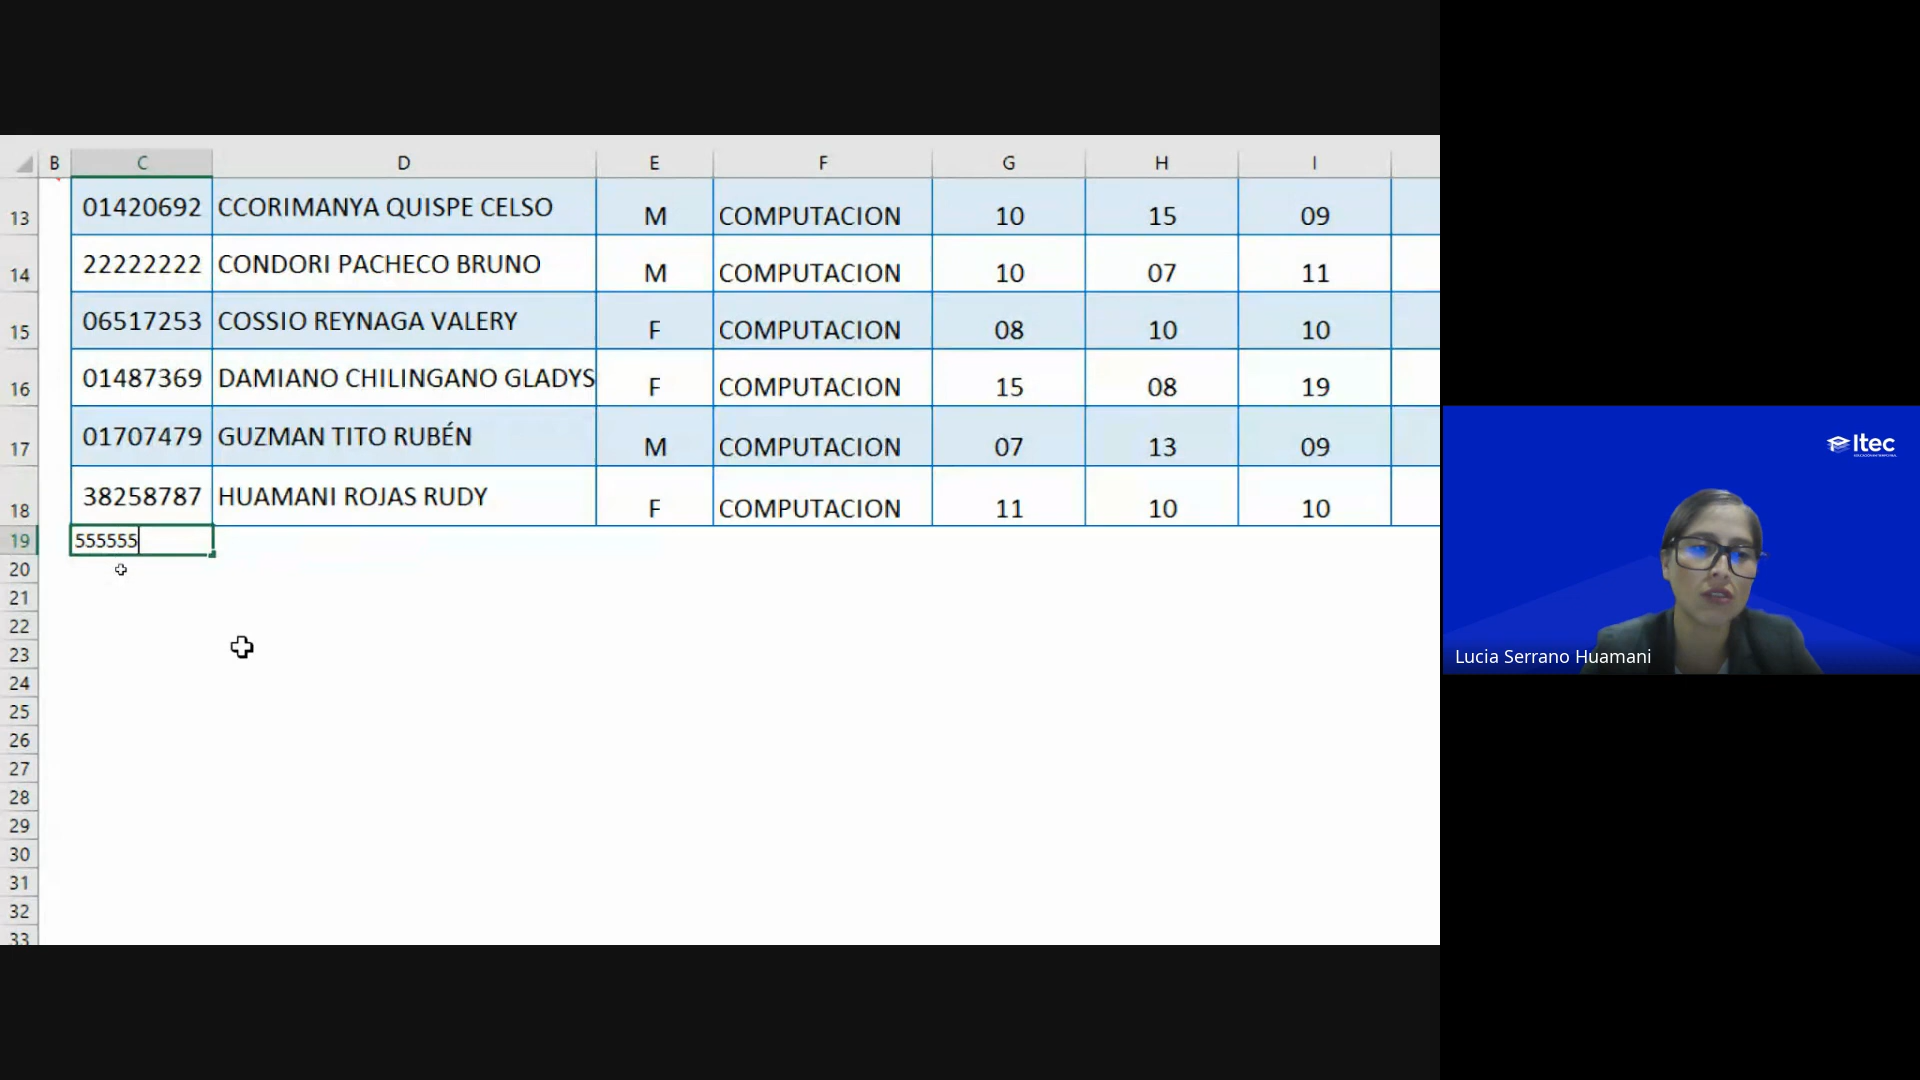 B C D E F G H I
13 01420692 CCORIMANYA QUISPE CELSO M COMPUTACION 10 15 09
14 22222222 CONDORI PACHECO BRUNO M COMPUTACION 10 07 11
15 06517253 COSSIO REYNAGA VALERY F COMPUTACION 08 10 10
16 01487369 DAMIANO CHILINGANO GLADYS F COMPUTACION 15 08 19
17 01707479 GUZMAN TITO RUBÉN M COMPUTACION 07 13 09
18 38258787 HUAMANI ROJAS RUDY F COMPUTACION 11 10 10
19 555555
20
21
22
23
24
25
26
27
28
29
30
31
32
33
Itec
Lucia Serrano Huamani